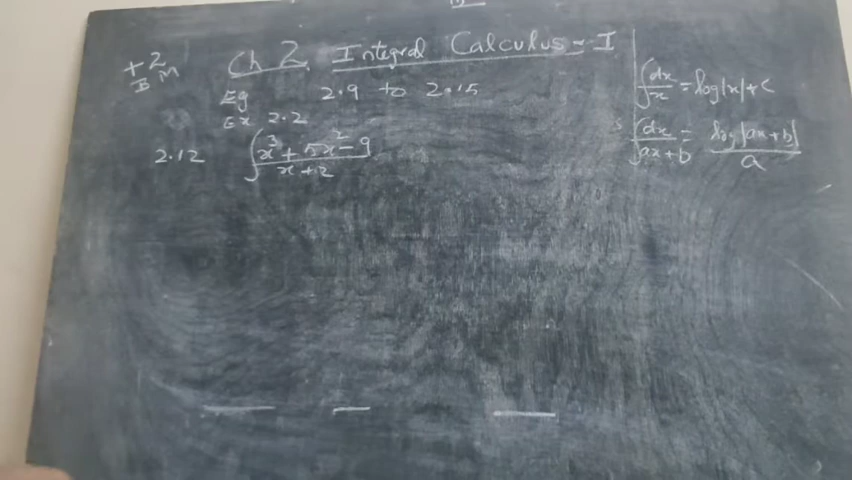 +2 BM
Ch 2. Integral Calculus - I
Eg 2.9 to 2.15
Ex 2.2
2.12 ∫ x³ + 5x² - 9 / x + 2
∫ dx / x = log|x| + c
∫ dx / ax + b = log|ax + b| / a